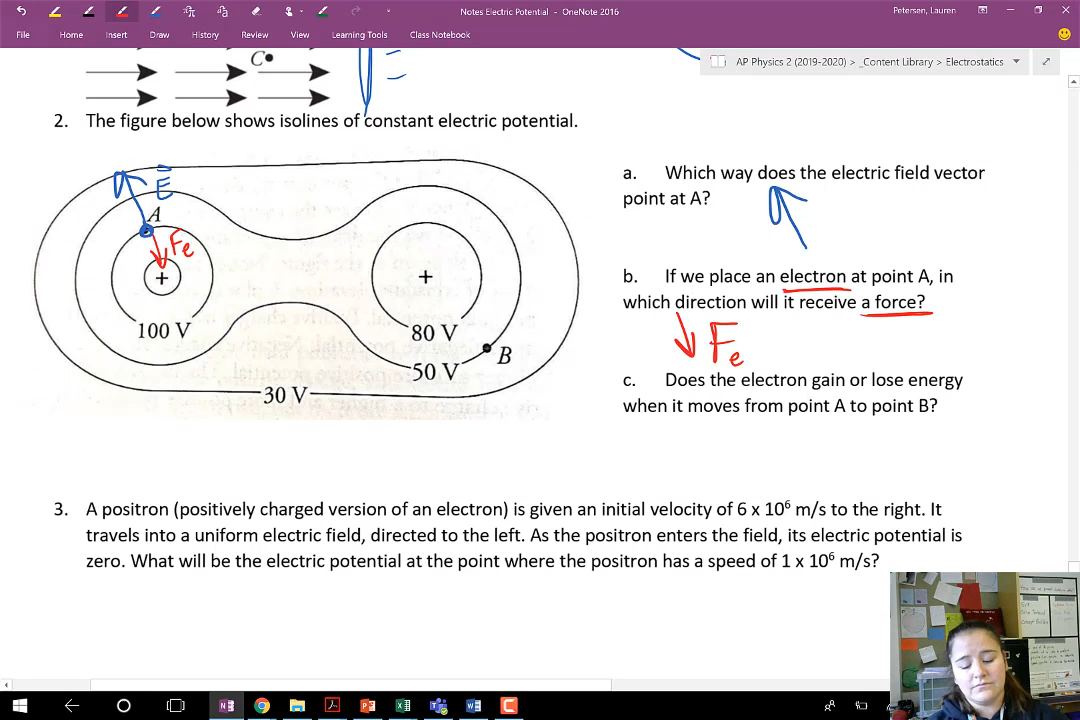 Notes Electric Potential - OneNote 2016
Petersen, Lauren
File Home Insert Draw History Review View Learning Tools Class Notebook
AP Physics 2 (2019-2020) > _Content Library > Electrostatics
C
2. The figure below shows isolines of constant electric potential.
E
A
Fe
+
+
100 V
80 V
B
50 V
30 V
a. Which way does the electric field vector
point at A?
b. If we place an electron at point A, in
which direction will it receive a force?
Fe
c. Does the electron gain or lose energy
when it moves from point A to point B?
3. A positron (positively charged version of an electron) is given an initial velocity of 6 x 10⁶ m/s to the right. It
travels into a uniform electric field, directed to the left. As the positron enters the field, its electric potential is
zero. What will be the electric potential at the point where the positron has a speed of 1 x 10⁶ m/s?